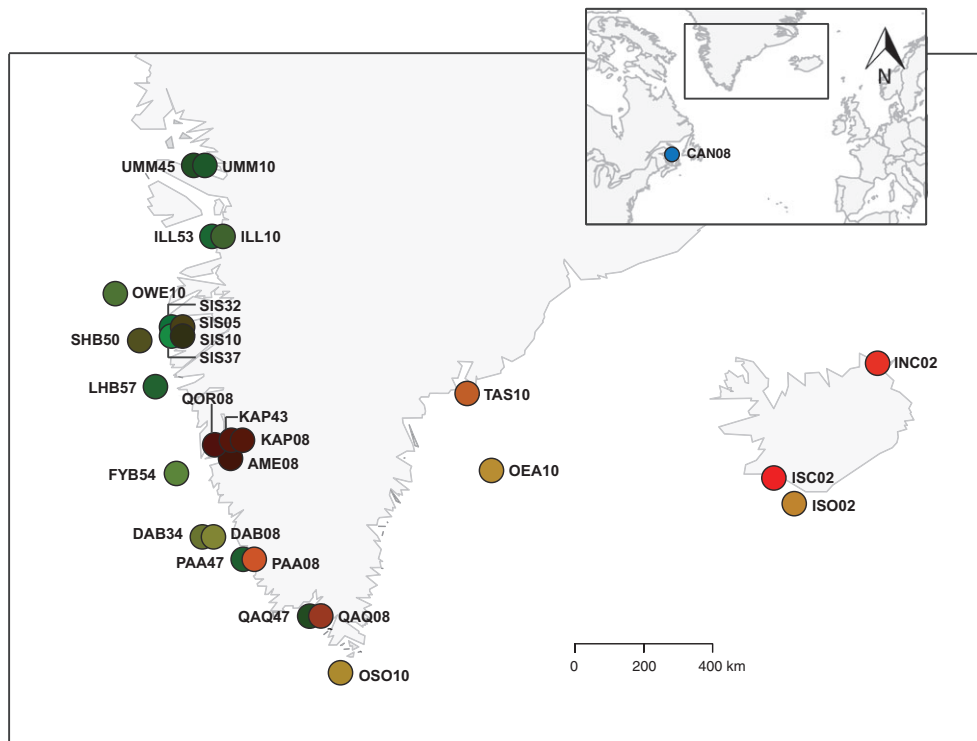 N
CAN08
UMM45 UMM10
ILL53 ILL10
OWE10
SIS32
SIS05
SHB50 SIS10
SIS37
LHB57
QOR08
KAP43
KAP08
AME08
FYB54
DAB34 DAB08
PAA47 PAA08
QAQ47 QAQ08
OSO10
TAS10
OEA10
INC02
ISC02
ISO02
0 200 400 km